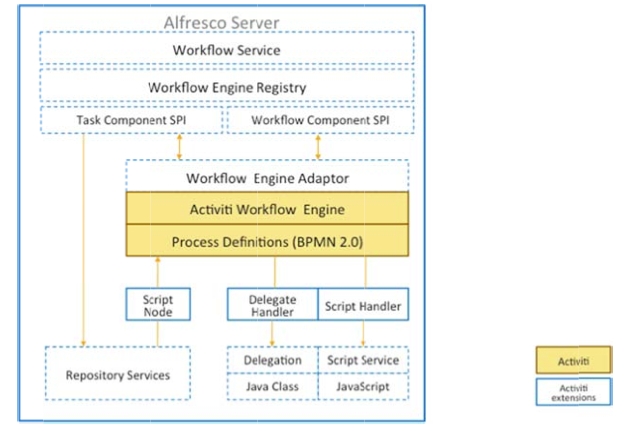 Alfresco Server
Workflow Service
Workflow Engine Registry
Task Component SPI
Workflow Component SPI
Workflow Engine Adaptor
Activiti Workflow Engine
Process Definitions (BPMN 2.0)
Script
Node
Delegate
Handler
Script Handler
Repository Services
Delegation
Script Service
Java Class
JavaScript
Activiti
Activiti
extensions